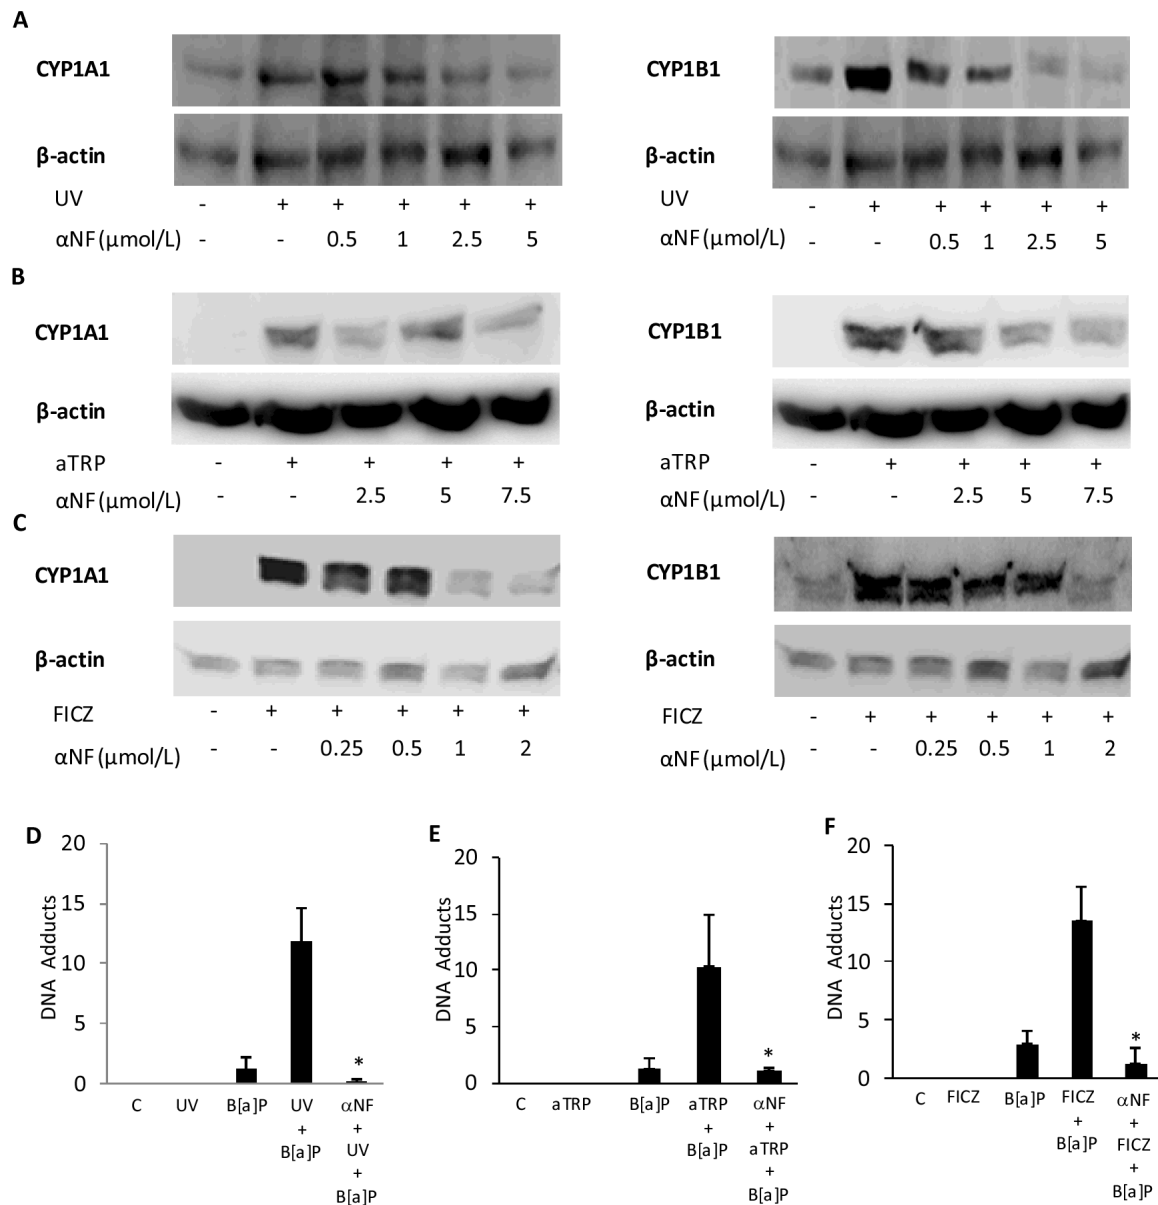 A
CYP1A1
CYP1B1
β-actin
β-actin
UV - + + + + +
UV - + + + + +
αNF (μmol/L) - - 0.5 1 2.5 5
αNF (μmol/L) - - 0.5 1 2.5 5
B
CYP1A1
CYP1B1
β-actin
β-actin
aTRP - + + + +
aTRP - + + + +
αNF (μmol/L) - - 2.5 5 7.5
αNF (μmol/L) - - 2.5 5 7.5
C
CYP1A1
CYP1B1
β-actin
β-actin
FICZ - + + + + +
FICZ - + + + + +
αNF (μmol/L) - - 0.25 0.5 1 2
αNF (μmol/L) - - 0.25 0.5 1 2
D
DNA Adducts
20
15
10
5
0
*
C UV B[a]P UV αNF
+ +
B[a]P UV
+
B[a]P
E
DNA Adducts
20
15
10
5
0
*
C aTRP B[a]P aTRP αNF
+ +
B[a]P aTRP
+
B[a]P
F
DNA Adducts
20
15
10
5
0
*
C FICZ B[a]P FICZ αNF
+ +
B[a]P FICZ
+
B[a]P